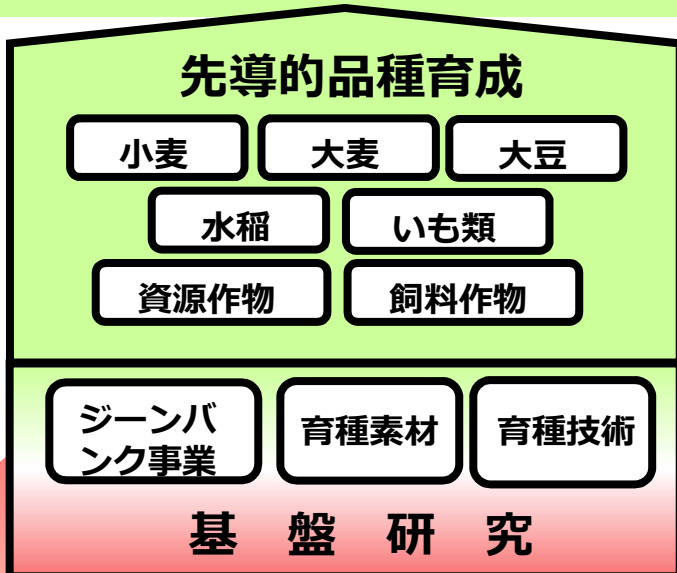 先導的品種育成
小麦 大麦 大豆
水稲 いも類
資源作物 飼料作物
ジーンバ
ンク事業
育種素材 育種技術
基 盤 研 究